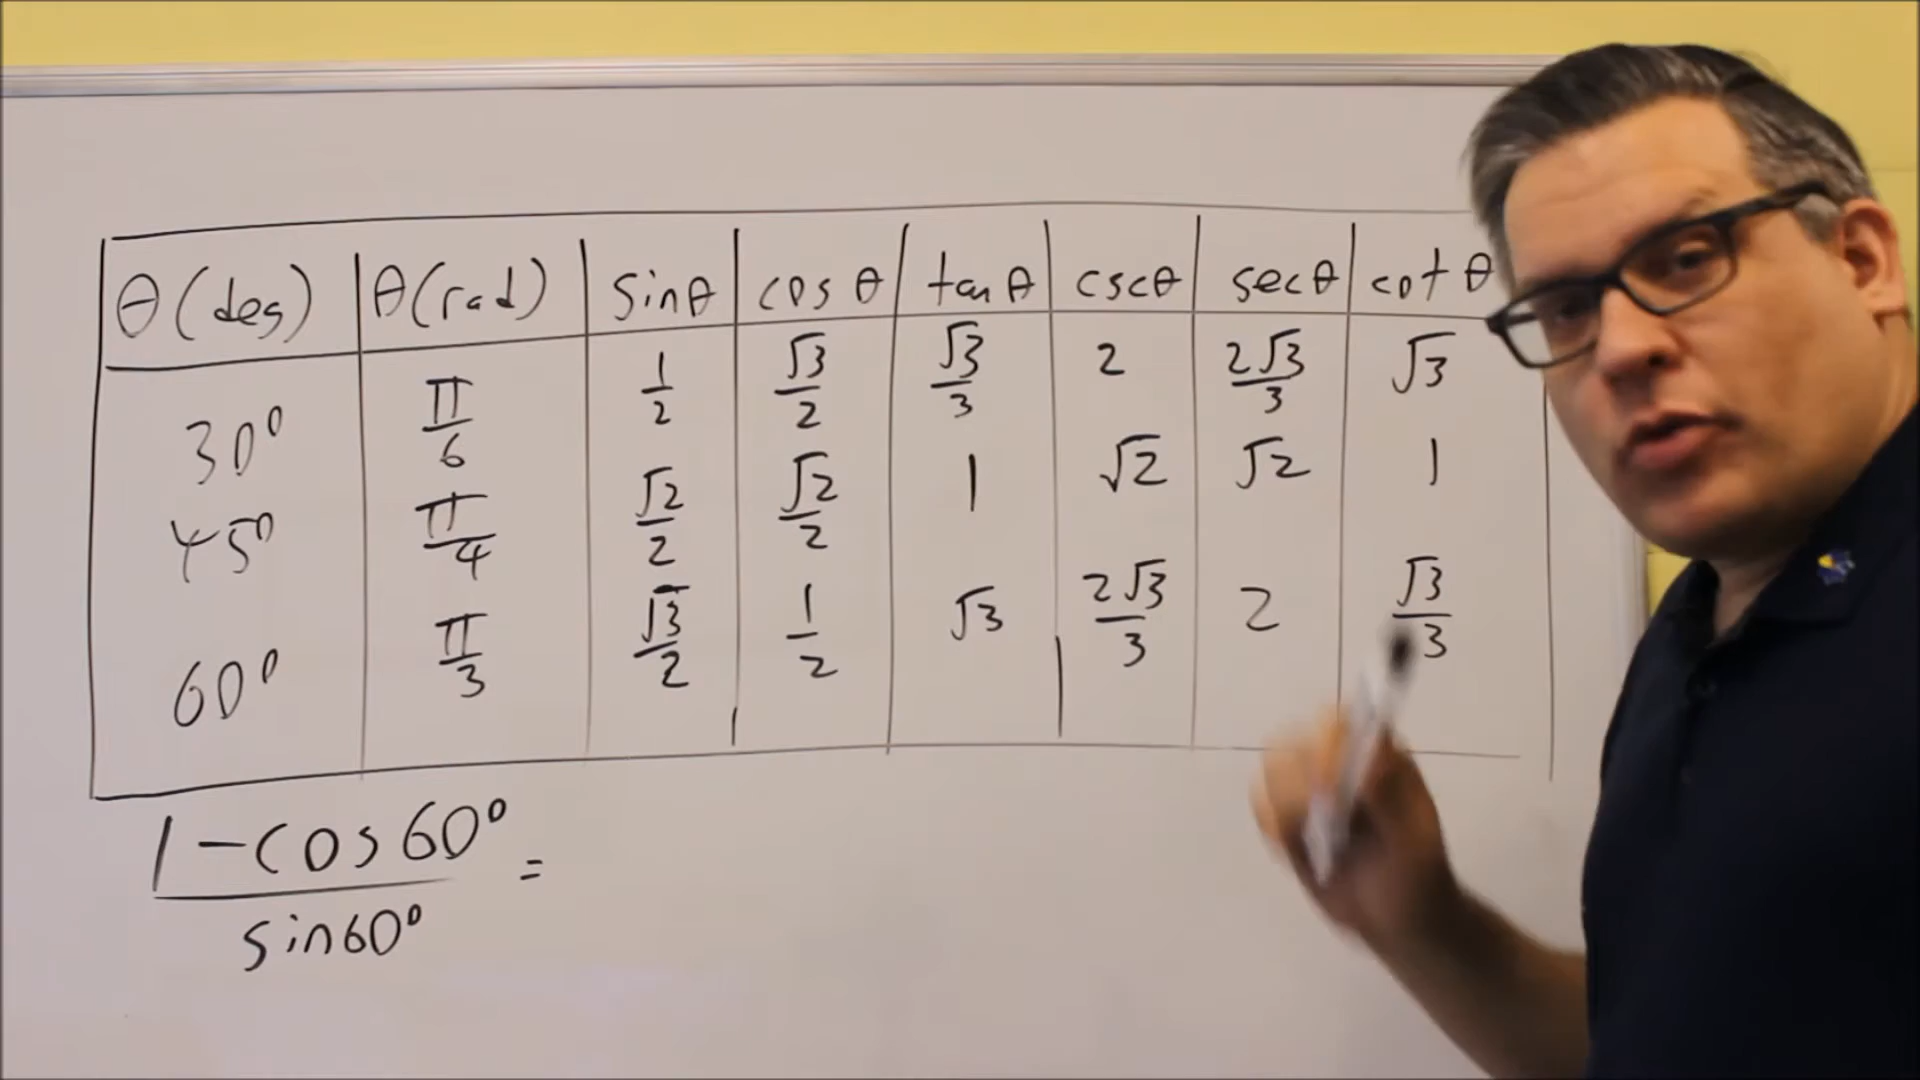 θ (deg) θ (rad) sin θ cos θ tan θ csc θ sec θ cot θ
30° π/6 1/2 √3/2 √3/3 2 2√3/3 √3
45° π/4 √2/2 √2/2 1 √2 √2 1
60° π/3 √3/2 1/2 √3 2√3/3 2 √3/3
1 - cos 60°
sin 60° =